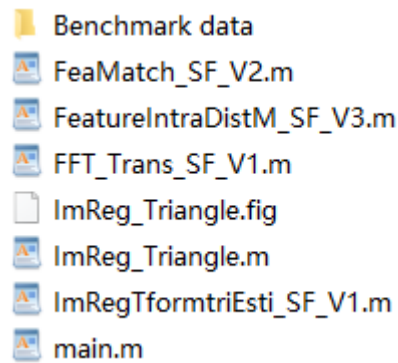 Benchmark data
FeaMatch_SF_V2.m
FeatureIntraDistM_SF_V3.m
FFT_Trans_SF_V1.m
ImReg_Triangle.fig
ImReg_Triangle.m
ImRegTformtriEsti_SF_V1.m
main.m